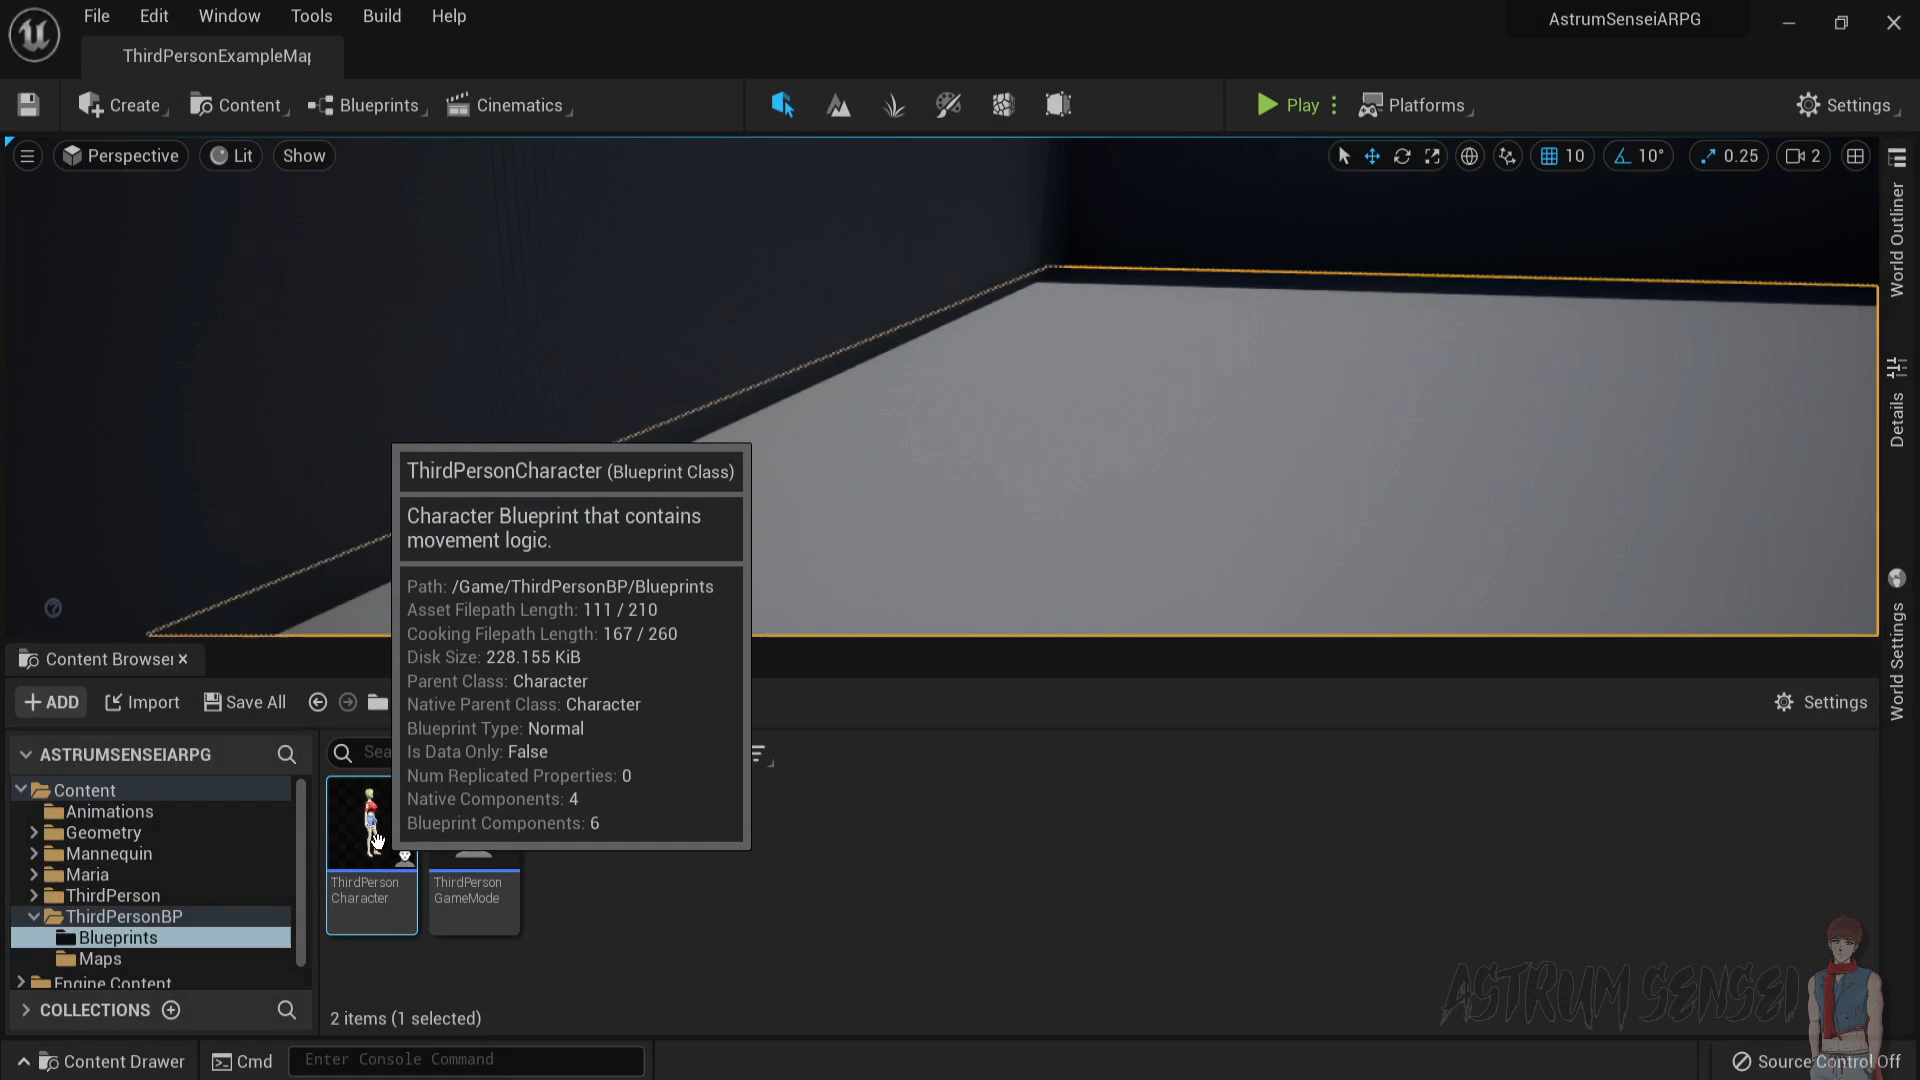 File Edit Window Tools Build Help
AstrumSenseiARPG
ThirdPersonExampleMap
Create Content Blueprints Cinematics Play Platforms Settings
Perspective Lit Show 10 10° 0.25 2
World Outliner
Details
World Settings
ThirdPersonCharacter (Blueprint Class)
Character Blueprint that contains
movement logic.
Path: /Game/ThirdPersonBP/Blueprints
Asset Filepath Length: 111 / 210
Cooking Filepath Length: 167 / 260
Disk Size: 228.155 KiB
Parent Class: Character
Native Parent Class: Character
Blueprint Type: Normal
Is Data Only: False
Num Replicated Properties: 0
Native Components: 4
Blueprint Components: 6
Content Browser
ADD Import Save All Settings
ASTRUMSENSEIARPG
Sea
Content
Animations
Geometry
Mannequin
Maria
ThirdPerson
ThirdPersonBP
Blueprints
Maps
Engine Content
COLLECTIONS
ThirdPerson
Character
ThirdPerson
GameMode
2 items (1 selected)
ASTRUM SENSEI
Content Drawer Cmd Enter Console Command Source Control Off